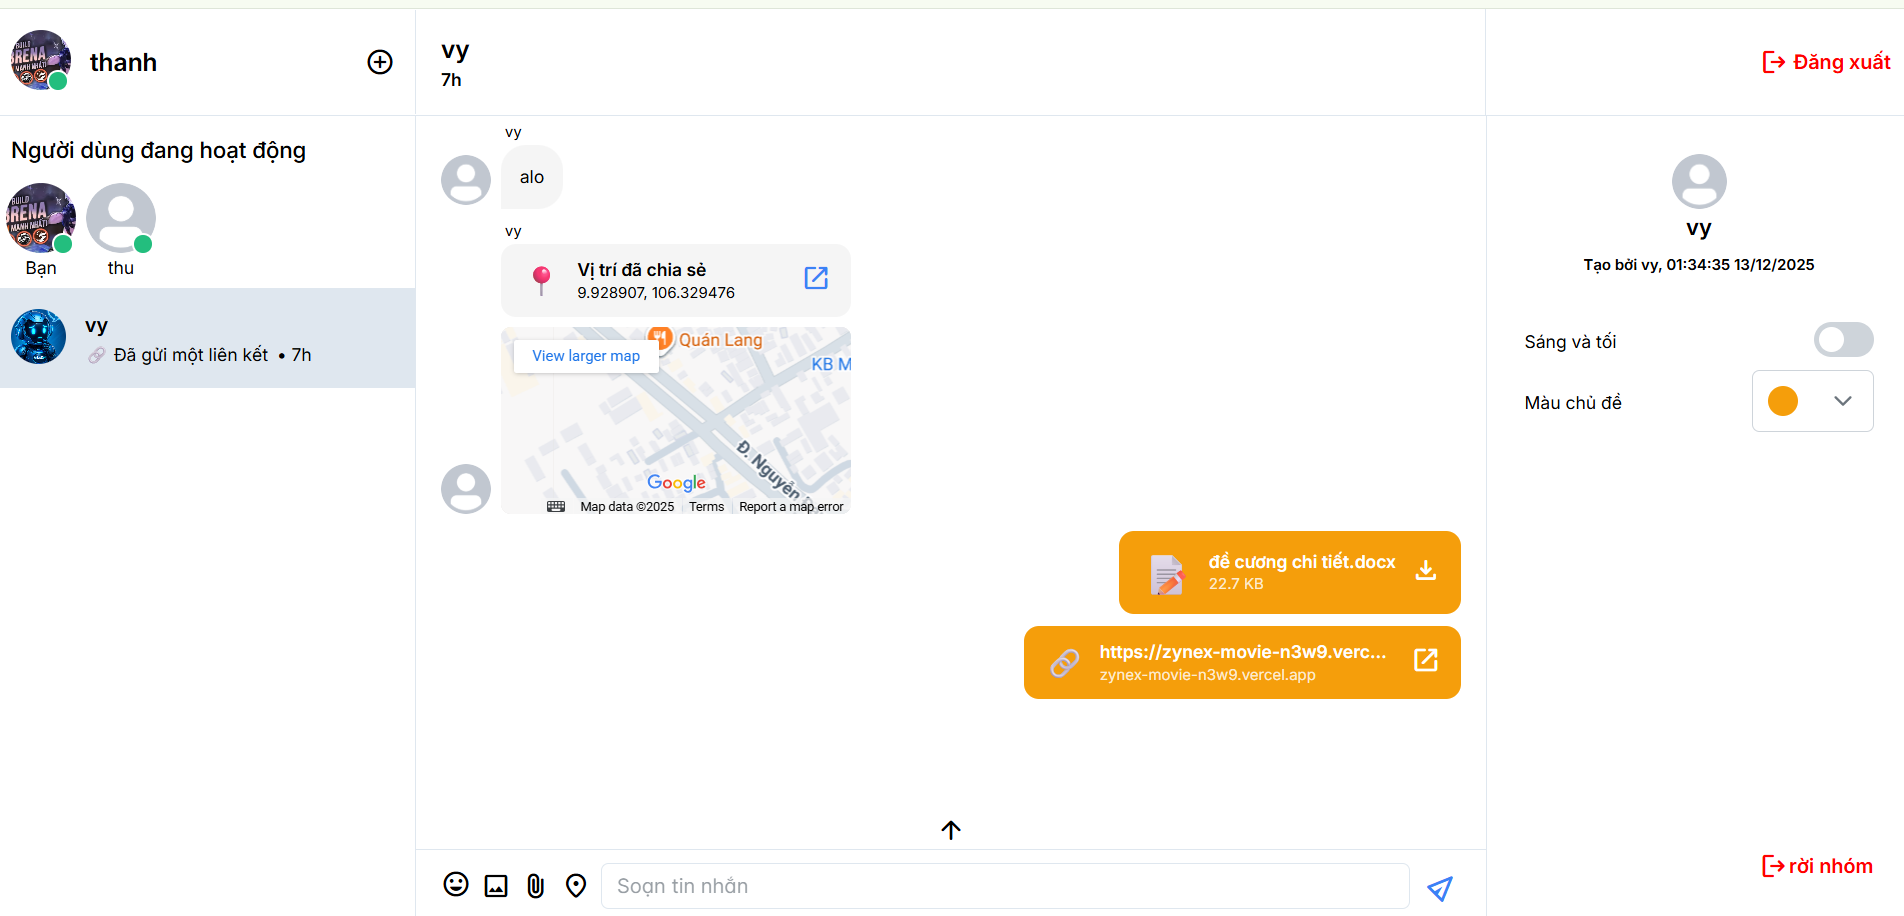 thanh
Người dùng đang hoạt động
Bạn
thu
vy
Đã gửi một liên kết • 7h
vy
7h
vy
alo
vy
Vị trí đã chia sẻ
9.928907, 106.329476
View larger map
Quán Lang
KB M
Đ. Nguyễn
Google
Map data ©2025
Terms
Report a map error
đề cương chi tiết.docx
22.7 KB
https://zynex-movie-n3w9.verc...
zynex-movie-n3w9.vercel.app
Soạn tin nhắn
Đăng xuất
vy
Tạo bởi vy, 01:34:35 13/12/2025
Sáng và tối
Màu chủ đề
rời nhóm